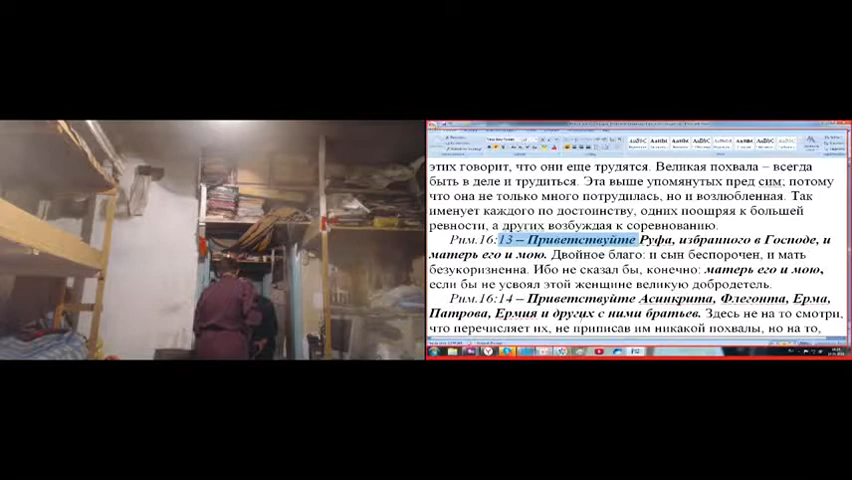 этих говорит, что они еще трудятся. Великая похвала – всегда
быть в деле и трудиться. Эта выше упомянутых пред сим; потому
что она не только много потрудилась, но и возлюбленная. Так
именует каждого по достоинству, одних поощряя к большей
ревности, а других возбуждая к соревнованию.
Рим.16:13 – Приветствуйте Руфа, избранного в Господе, и
матерь его и мою. Двойное благо: и сын беспорочен, и мать
безукоризненна. Ибо не сказал бы, конечно: матерь его и мою,
если бы не усвоял этой женщине великую добродетель.
Рим.16:14 – Приветствуйте Асинкрита, Флегонта, Ерма,
Патрова, Ермия и других с ними братьев. Здесь не на то смотри,
что перечисляет их, не приписав им никакой похвалы, но на то,